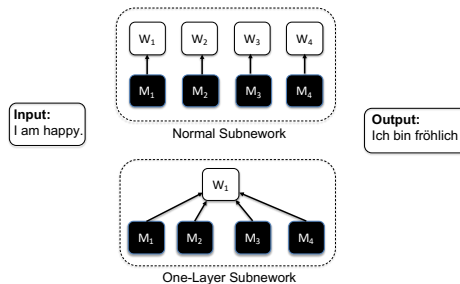 W1 W2 W3 W4
M1 M2 M3 M4
Normal Subnework
Input:
I am happy.
Output:
Ich bin fröhlich
W1
M1 M2 M3 M4
One-Layer Subnework